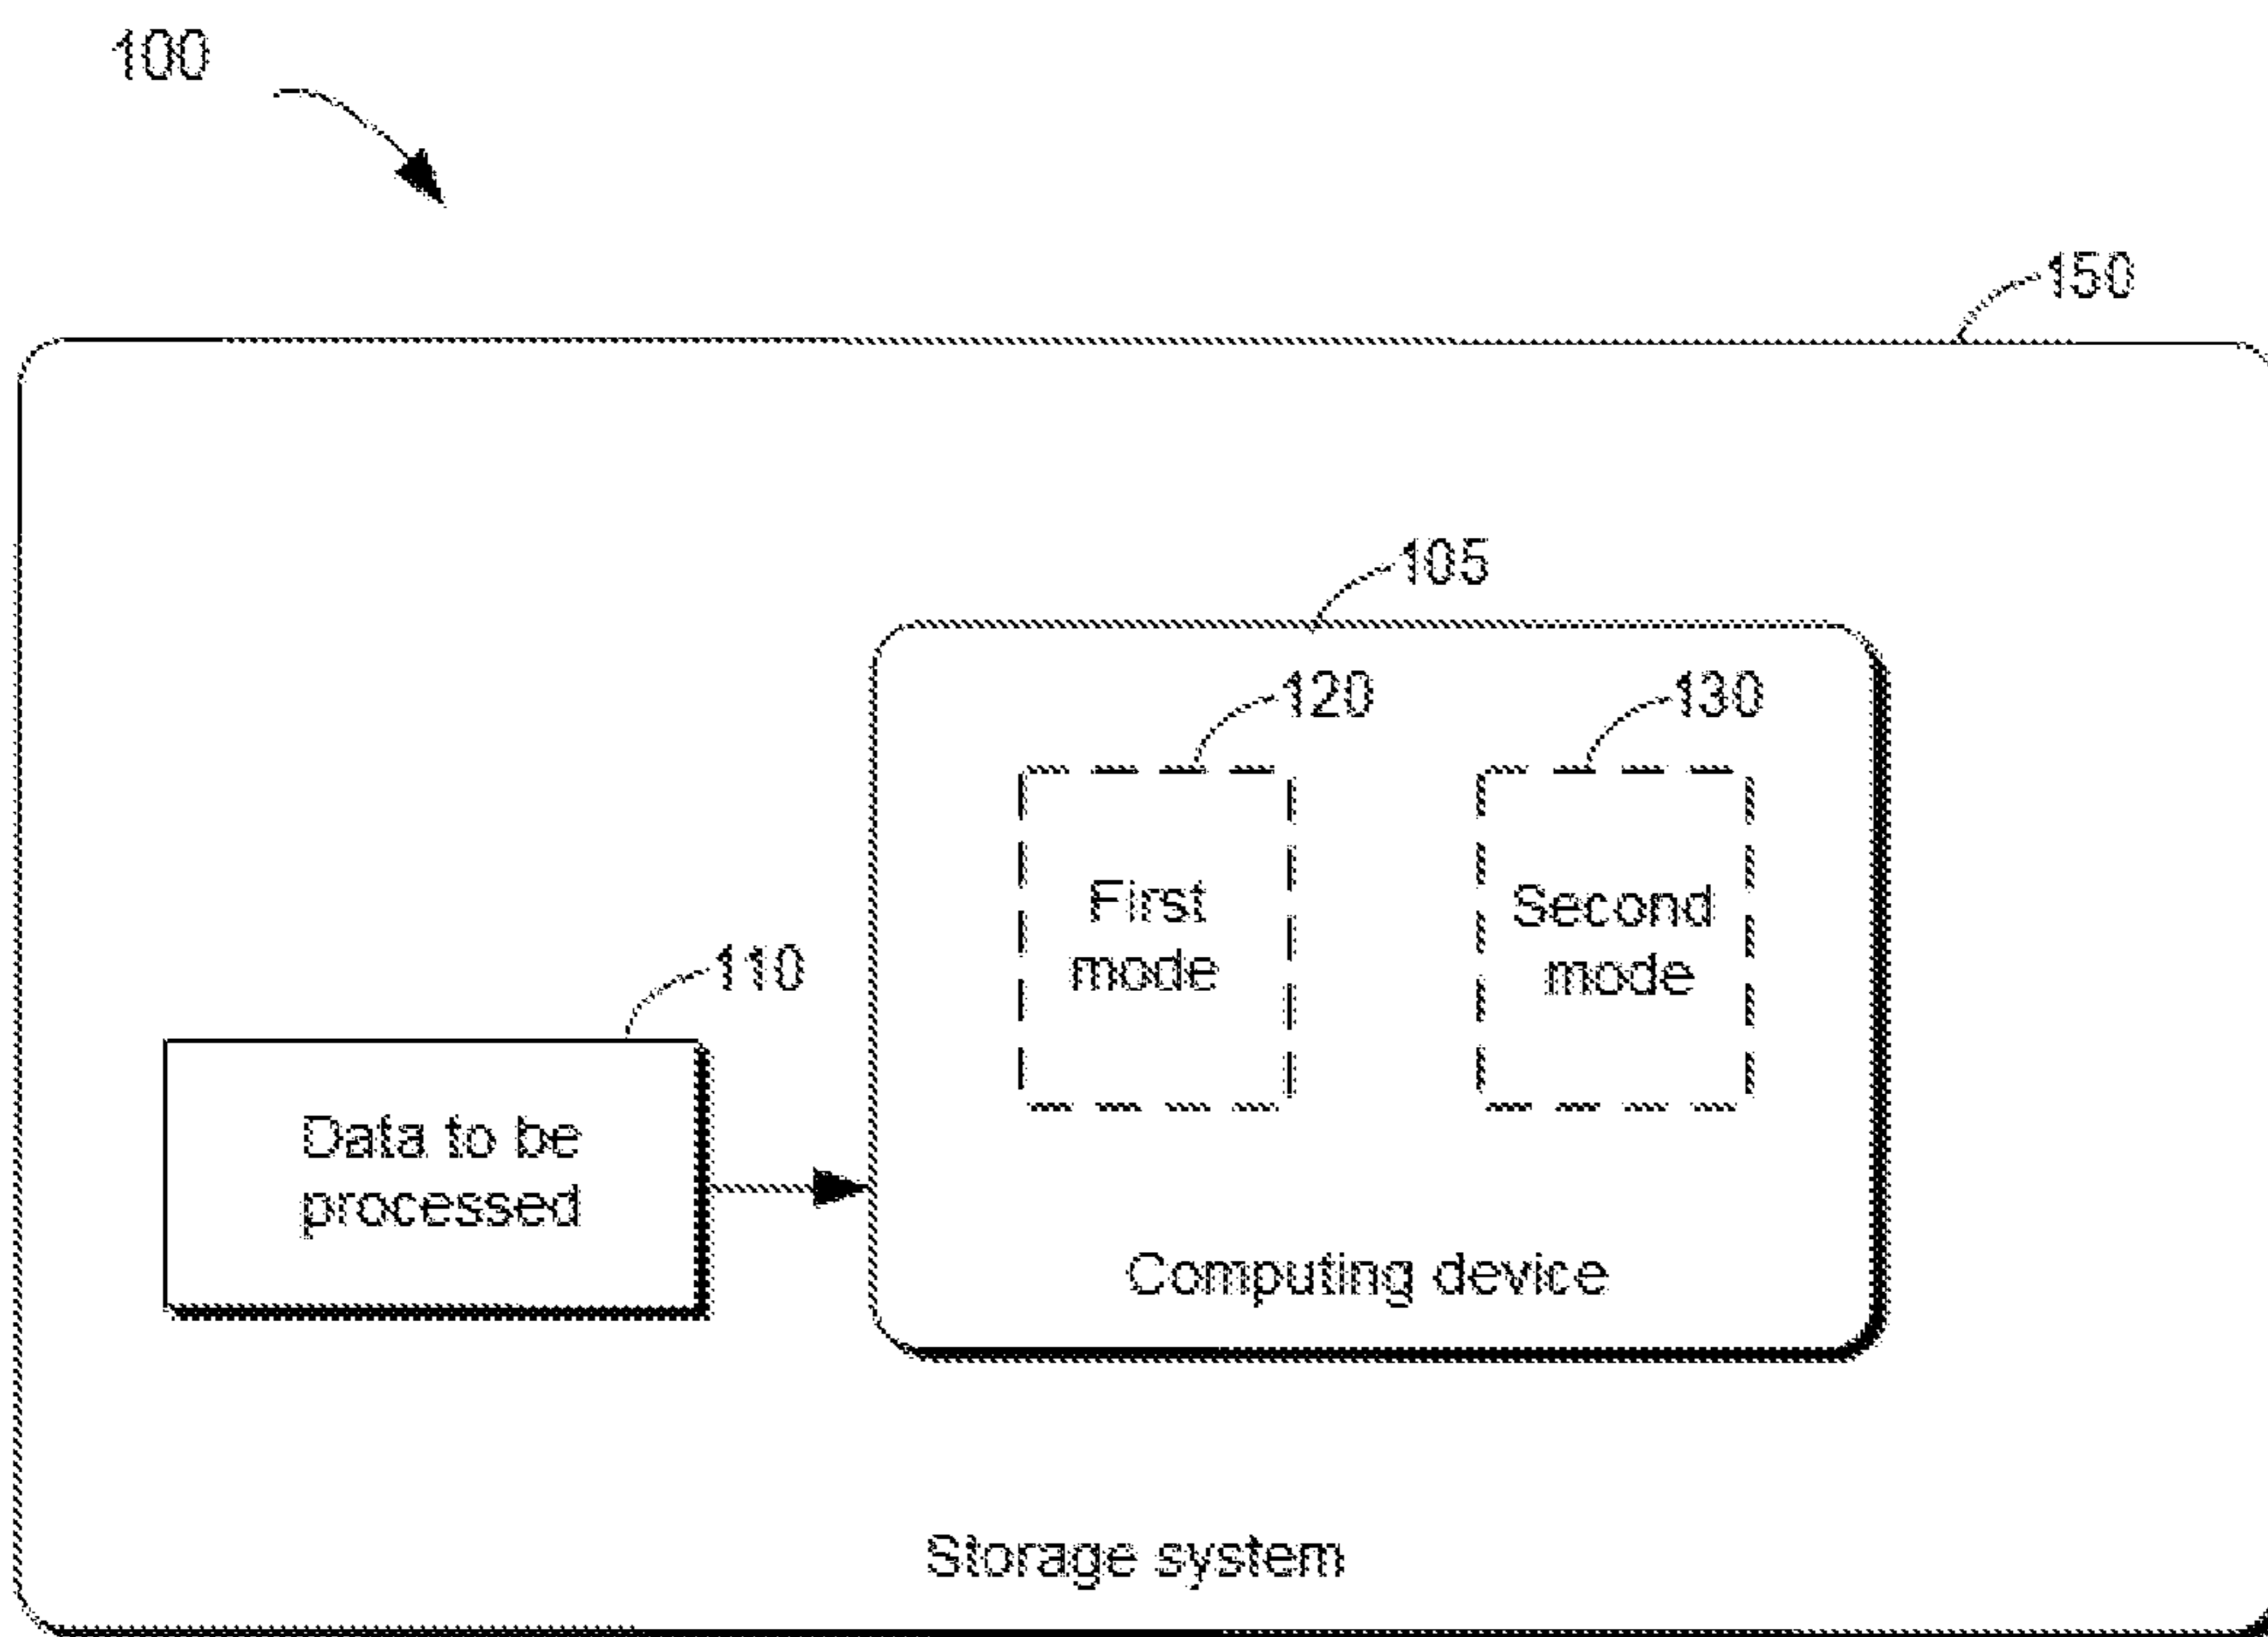 100
150
105
120
130
First
mode
Second
mode
110
Data to be
processed
Computing device
Storage system